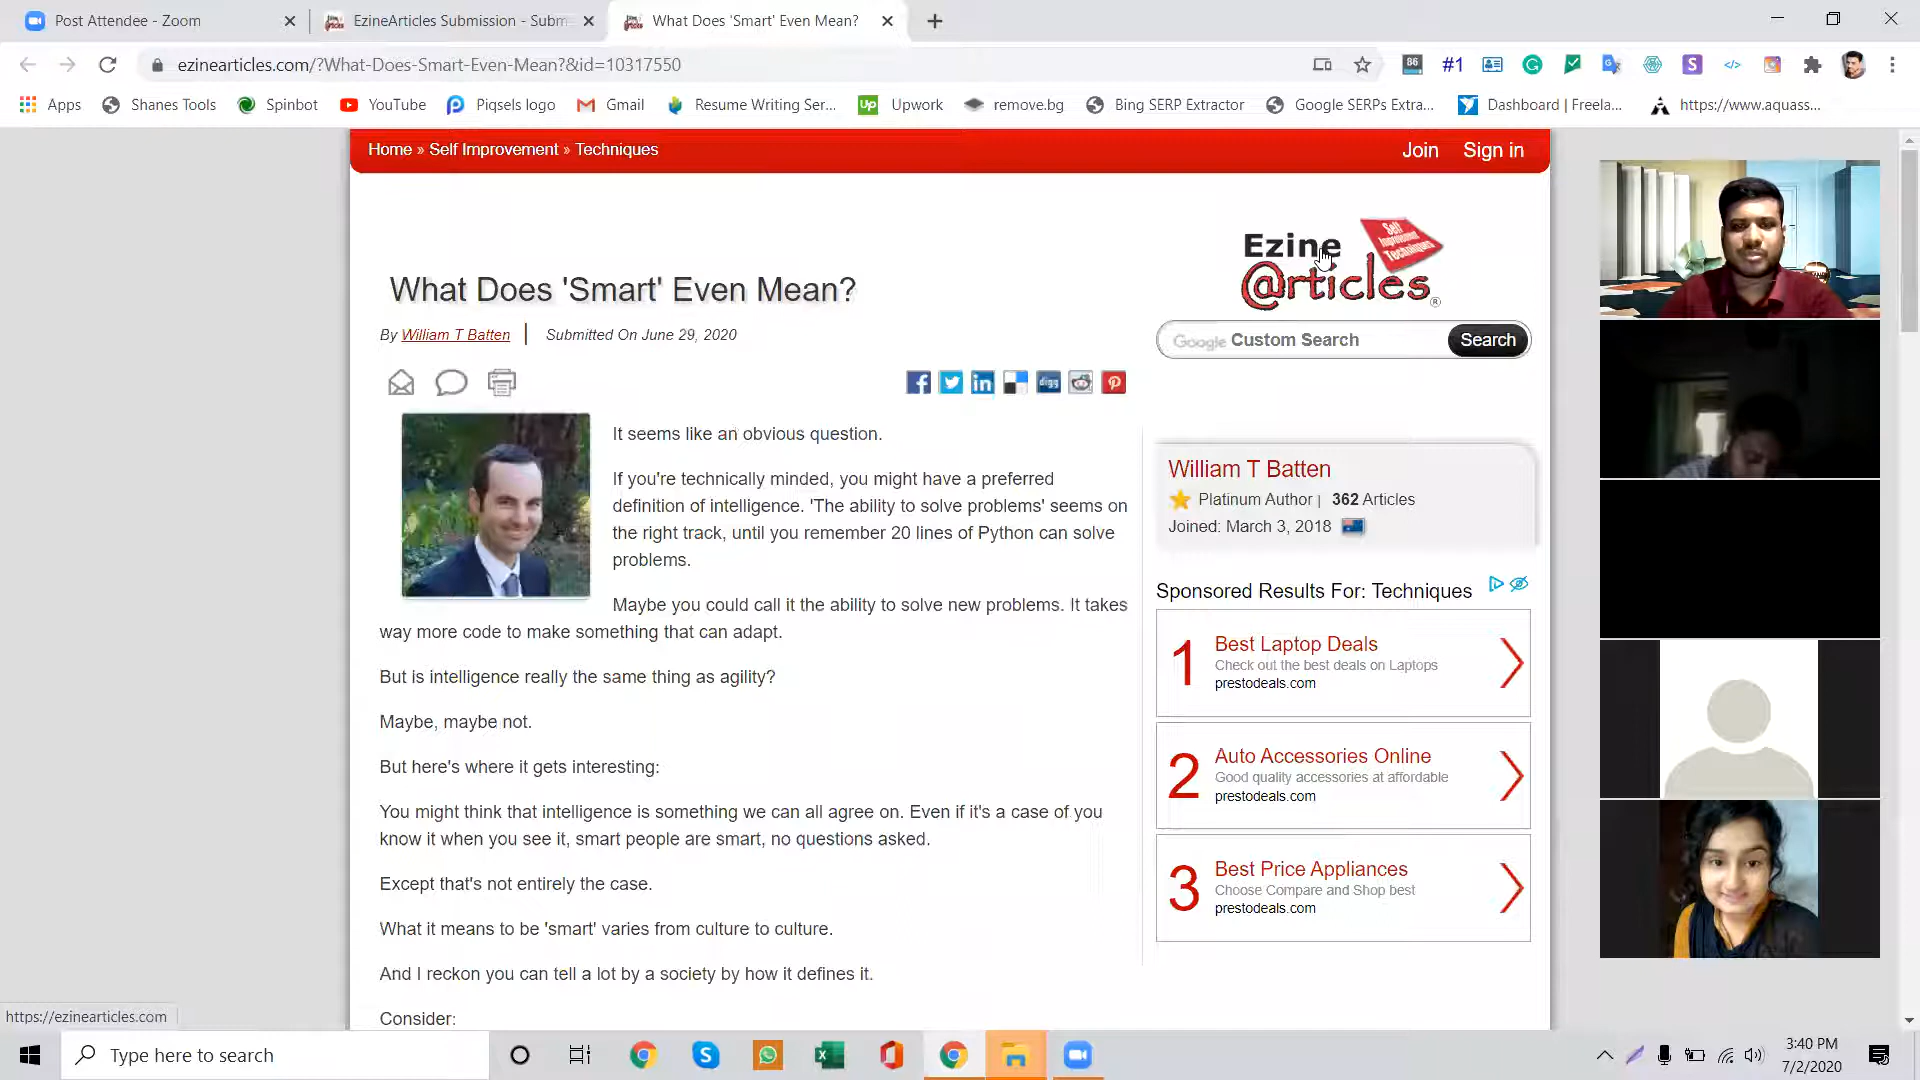 Post Attendee - Zoom
EzineArticles Submission - Subm
What Does 'Smart' Even Mean?
ezinearticles.com/?What-Does-Smart-Even-Mean?&id=10317550
86
#1
Apps
Shanes Tools
Spinbot
YouTube
Piqsels logo
Gmail
Resume Writing Ser...
Up
Upwork
remove.bg
Bing SERP Extractor
Google SERPs Extra...
Dashboard | Freela...
https://www.aquass...
Home » Self Improvement » Techniques
Join
Sign in
Ezine
@rticles
Self
Improvement
Techniques
What Does 'Smart' Even Mean?
By William T Batten
Submitted On June 29, 2020
Google Custom Search
Search
digg
It seems like an obvious question.
If you're technically minded, you might have a preferred
definition of intelligence. 'The ability to solve problems' seems on
the right track, until you remember 20 lines of Python can solve
problems.
Maybe you could call it the ability to solve new problems. It takes
way more code to make something that can adapt.
But is intelligence really the same thing as agility?
Maybe, maybe not.
But here's where it gets interesting:
You might think that intelligence is something we can all agree on. Even if it's a case of you
know it when you see it, smart people are smart, no questions asked.
Except that's not entirely the case.
What it means to be 'smart' varies from culture to culture.
And I reckon you can tell a lot by a society by how it defines it.
Consider:
William T Batten
Platinum Author | 362 Articles
Joined: March 3, 2018
Sponsored Results For: Techniques
1
Best Laptop Deals
Check out the best deals on Laptops
prestodeals.com
2
Auto Accessories Online
Good quality accessories at affordable
prestodeals.com
3
Best Price Appliances
Choose Compare and Shop best
prestodeals.com
https://ezinearticles.com
Type here to search
3:40 PM
7/2/2020